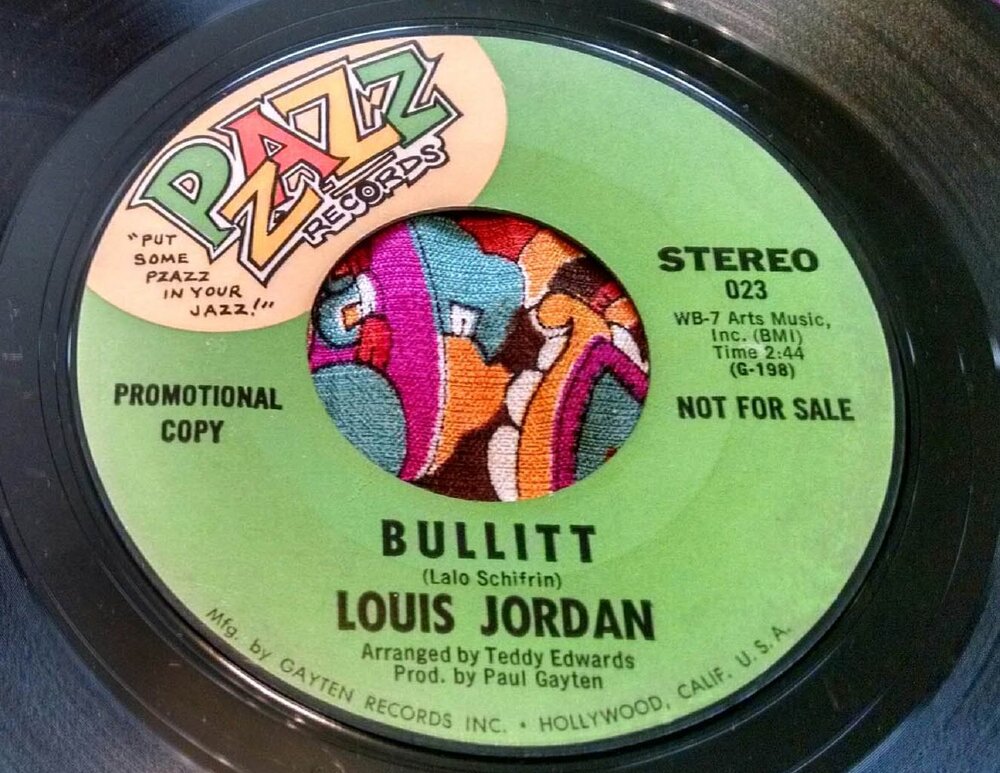 PZAZZ
RECORDS
"PUT
SOME
PZAZZ
IN YOUR
JAZZ!"
PROMOTIONAL
COPY
STEREO
023
WB-7 Arts Music,
Inc. (BMI)
Time 2:44
(G-198)
NOT FOR SALE
BULLITT
(Lalo Schifrin)
LOUIS JORDAN
Arranged by Teddy Edwards
Prod. by Paul Gayten
Mfg. by GAYTEN RECORDS INC. • HOLLYWOOD, CALIF. U.S.A.